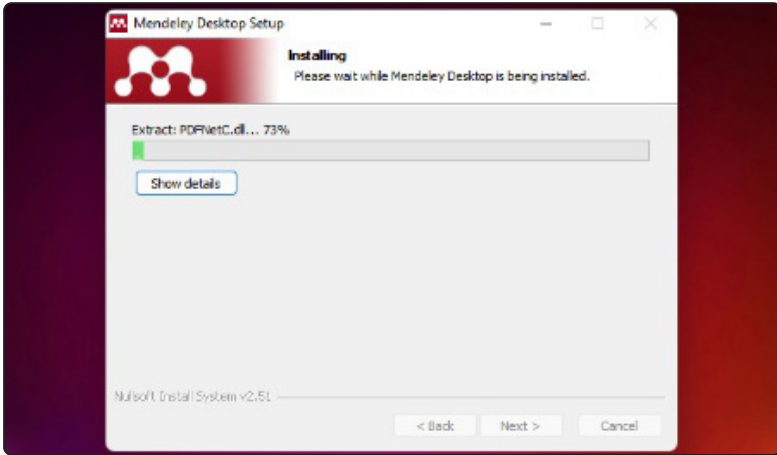 Mendeley Desktop Setup
Installing
Please wait while Mendeley Desktop is being installed.
Extract: PDFNetC.dll... 73%
Show details
Nullsoft Install System v2.51
< Back Next > Cancel